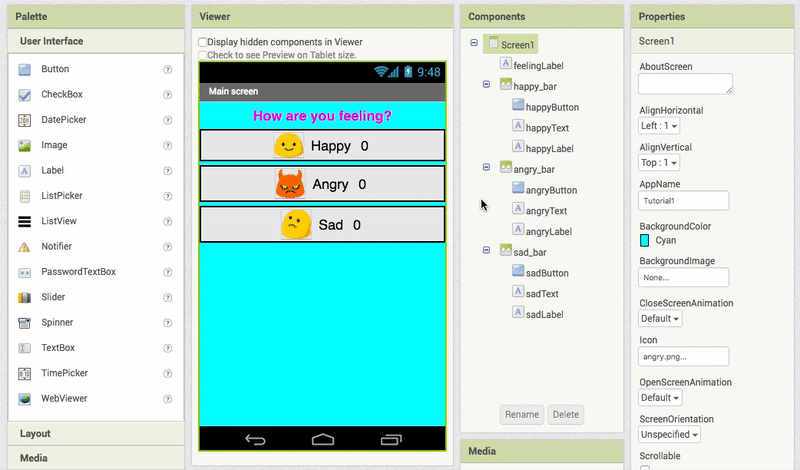 Palette
User Interface
Button
CheckBox
DatePicker
Image
Label
ListPicker
ListView
Notifier
PasswordTextBox
Slider
Spinner
TextBox
TimePicker
WebViewer
Layout
Media
Viewer
Display hidden components in Viewer
Check to see Preview on Tablet size.
9:48
Main screen
How are you feeling?
Happy 0
Angry 0
Sad 0
Components
Screen1
feelingLabel
happy_bar
happyButton
happyText
happyLabel
angry_bar
angryButton
angryText
angryLabel
sad_bar
sadButton
sadText
sadLabel
Rename Delete
Media
Properties
Screen1
AboutScreen
AlignHorizontal
Left : 1
AlignVertical
Top : 1
AppName
Tutorial1
BackgroundColor
Cyan
BackgroundImage
None...
CloseScreenAnimation
Default
Icon
angry.png...
OpenScreenAnimation
Default
ScreenOrientation
Unspecified
Scrollable